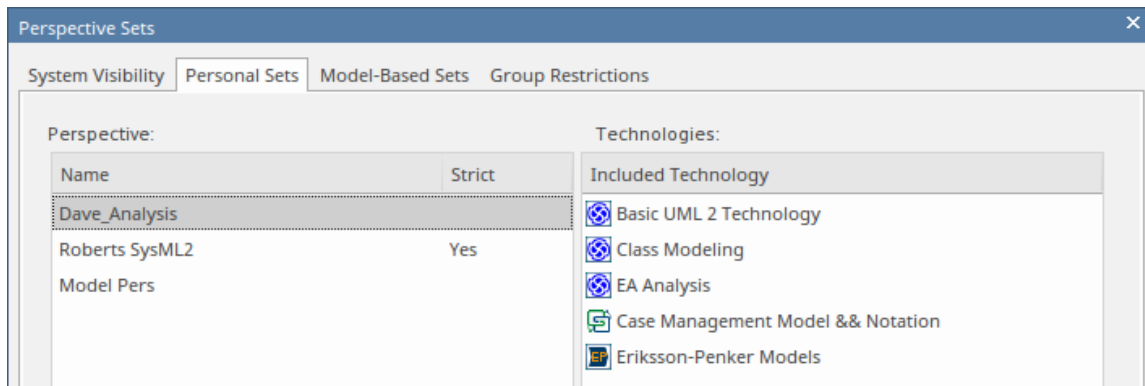 Perspective Sets
System Visibility Personal Sets Model-Based Sets Group Restrictions
Perspective: Technologies:
Name Strict Included Technology
Dave_Analysis Basic UML 2 Technology
Roberts SysML2 Yes Class Modeling
Model Pers EA Analysis
Case Management Model && Notation
EP Eriksson-Penker Models